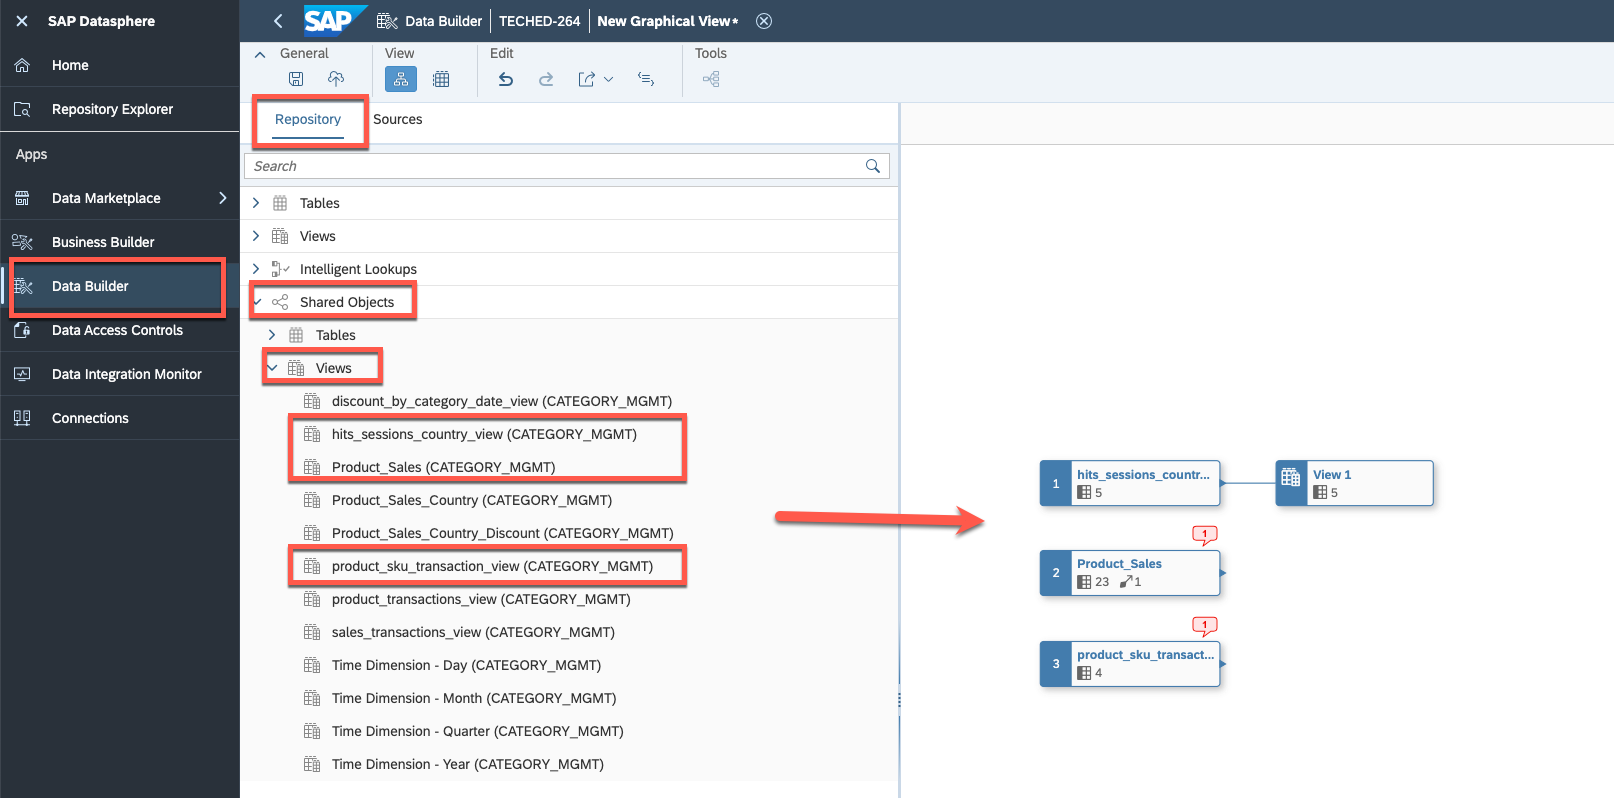 SAP Datasphere
Home
Repository Explorer
Apps
Data Marketplace
Business Builder
Data Builder
Data Access Controls
Data Integration Monitor
Connections
SAP
Data Builder
TECHED-264
New Graphical View*
General
View
Edit
Tools
Repository
Sources
Search
Tables
Views
Intelligent Lookups
Shared Objects
Tables
Views
discount_by_category_date_view (CATEGORY_MGMT)
hits_sessions_country_view (CATEGORY_MGMT)
Product_Sales (CATEGORY_MGMT)
Product_Sales_Country (CATEGORY_MGMT)
Product_Sales_Country_Discount (CATEGORY_MGMT)
product_sku_transaction_view (CATEGORY_MGMT)
product_transactions_view (CATEGORY_MGMT)
sales_transactions_view (CATEGORY_MGMT)
Time Dimension - Day (CATEGORY_MGMT)
Time Dimension - Month (CATEGORY_MGMT)
Time Dimension - Quarter (CATEGORY_MGMT)
Time Dimension - Year (CATEGORY_MGMT)
1
hits_sessions_countr...
5
View 1
5
1
2
Product_Sales
23
1
1
3
product_sku_transact...
4